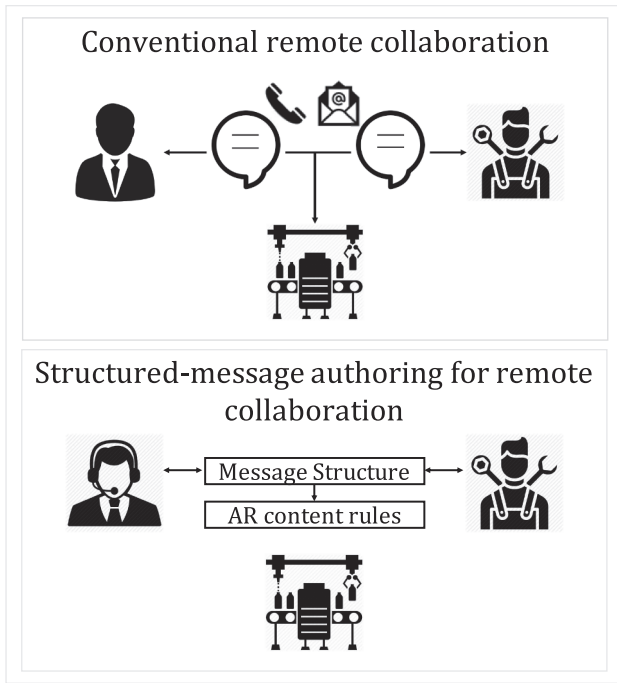 Conventional remote collaboration
@
Structured-message authoring for remote
collaboration
Message Structure
AR content rules